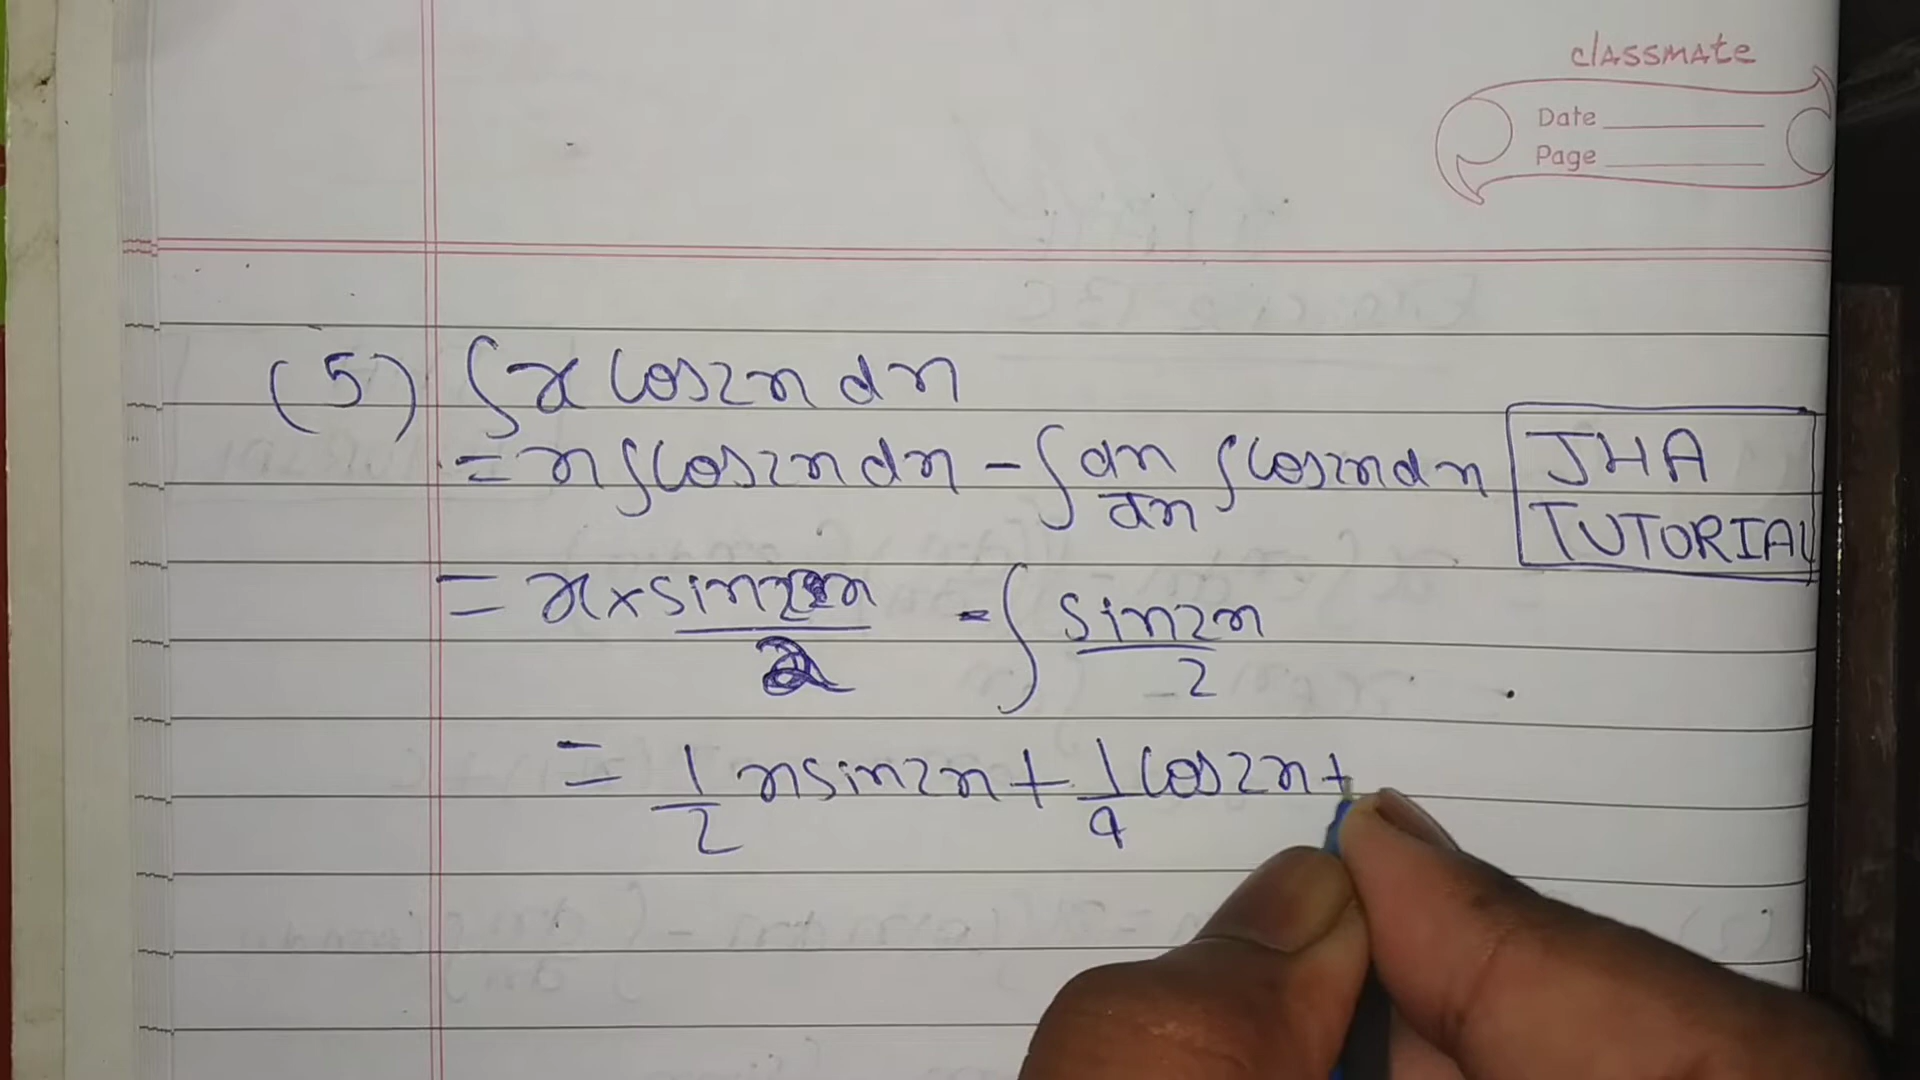 classmate
Date
Page
(5) ∫ x cos2x dx
= x ∫ cos2x dx - ∫ dx/dx ∫ cos2x dx
JHA
TUTORIAL
= x × sin2x/2 - ∫ sin2x/2
= 1/2 x sin2x + 1/4 cos2x +